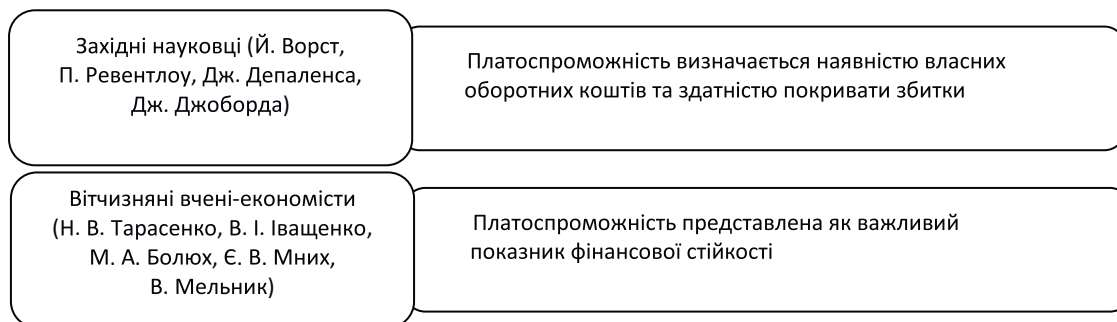 Західні науковці (Й. Ворст,
П. Ревентлоу, Дж. Депаленса,
Дж. Джоборда)
Платоспроможність визначається наявністю власних
оборотних коштів та здатністю покривати збитки
Вітчизняні вчені-економісти
(Н. В. Тарасенко, В. І. Іващенко,
М. А. Болюх, Є. В. Мних,
В. Мельник)
Платоспроможність представлена як важливий
показник фінансової стійкості